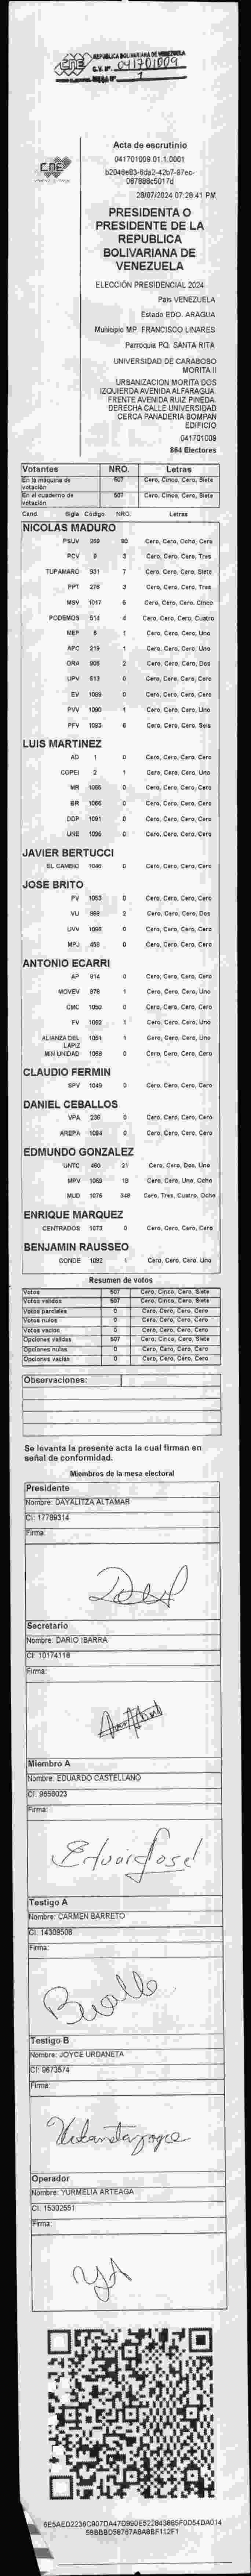 CNE
REPUBLICA BOLIVARIANA DE VENEZUELA
C.V. Nº. 041701009
MESA Nº 1
CNE
Acta de escrutinio
041701009.01.1.0001
28/07/2024 07:28:41 PM
PRESIDENTA O
PRESIDENTE DE LA
REPUBLICA
BOLIVARIANA DE
VENEZUELA
ELECCIÓN PRESIDENCIAL 2024
País VENEZUELA
Estado EDO. ARAGUA
Municipio MP. FRANCISCO LINARES
Parroquia PQ. SANTA RITA
UNIVERSIDAD DE CARABOBO
MORITA II
URBANIZACION MORITA DOS
IZQUIERDA AVENIDA ALFARAGUA.
FRENTE AVENIDA RUIZ PINEDA.
DERECHA CALLE UNIVERSIDAD
CERCA PANADERIA BOMPAN
EDIFICIO
041701009
864 Electores
Votantes NRO. Letras
En la máquina de votación 507 Cero, Cinco, Cero, Siete
En el cuaderno de votación 507 Cero, Cinco, Cero, Siete
Cand. Sigla Código NRO. Letras
NICOLAS MADURO
PSUV 269 80 Cero, Cero, Ocho, Cero
PCV 9 3 Cero, Cero, Cero, Tres
TUPAMARO 931 7 Cero, Cero, Cero, Siete
PPT 276 3 Cero, Cero, Cero, Tres
MSV 1017 5 Cero, Cero, Cero, Cinco
PODEMOS 514 4 Cero, Cero, Cero, Cuatro
MEP 6 1 Cero, Cero, Cero, Uno
APC 219 1 Cero, Cero, Cero, Uno
ORA 906 2 Cero, Cero, Cero, Dos
UPV 613 0 Cero, Cero, Cero, Cero
EV 1089 0 Cero, Cero, Cero, Cero
PVV 1090 1 Cero, Cero, Cero, Uno
PFV 1093 6 Cero, Cero, Cero, Seis
LUIS MARTINEZ
AD 1 0 Cero, Cero, Cero, Cero
COPEI 2 1 Cero, Cero, Cero, Uno
MR 1065 0 Cero, Cero, Cero, Cero
BR 1066 0 Cero, Cero, Cero, Cero
DDP 1091 0 Cero, Cero, Cero, Cero
UNE 1095 0 Cero, Cero, Cero, Cero
JAVIER BERTUCCI
EL CAMBIO 1048 0 Cero, Cero, Cero, Cero
JOSE BRITO
PV 1053 0 Cero, Cero, Cero, Cero
VU 868 2 Cero, Cero, Cero, Dos
UVV 1096 0 Cero, Cero, Cero, Cero
MPJ 458 0 Cero, Cero, Cero, Cero
ANTONIO ECARRI
AP 814 0 Cero, Cero, Cero, Cero
MOVEV 978 1 Cero, Cero, Cero, Uno
CMC 1050 0 Cero, Cero, Cero, Cero
FV 1062 1 Cero, Cero, Cero, Uno
ALIANZA DEL LAPIZ 1051 1 Cero, Cero, Cero, Uno
MIN UNIDAD 1088 0 Cero, Cero, Cero, Cero
CLAUDIO FERMIN
SPV 1049 0 Cero, Cero, Cero, Cero
DANIEL CEBALLOS
VPA 236 0 Cero, Cero, Cero, Cero
AREPA 1094 0 Cero, Cero, Cero, Cero
EDMUNDO GONZALEZ
UNTC 480 21 Cero, Cero, Dos, Uno
MPV 1069 18 Cero, Cero, Uno, Ocho
MUD 1075 348 Cero, Tres, Cuatro, Ocho
ENRIQUE MARQUEZ
CENTRADOS 1073 0 Cero, Cero, Cero, Cero
BENJAMIN RAUSSEO
CONDE 1092 1 Cero, Cero, Cero, Uno
Resumen de votos
Votos 507 Cero, Cinco, Cero, Siete
Votos válidos 507 Cero, Cinco, Cero, Siete
Votos parciales 0 Cero, Cero, Cero, Cero
Votos nulos 0 Cero, Cero, Cero, Cero
Votos vacíos 0 Cero, Cero, Cero, Cero
Opciones válidas 507 Cero, Cinco, Cero, Siete
Opciones nulas 0 Cero, Cero, Cero, Cero
Opciones vacías 0 Cero, Cero, Cero, Cero
Observaciones:
Se levanta la presente acta la cual firman en
señal de conformidad.
Miembros de la mesa electoral
Presidente
Nombre: DAYALITZA ALTAMAR
CI: 17789314
Firma:
Secretario
Nombre: DARIO IBARRA
CI: 10174118
Firma:
Miembro A
Nombre: EDUARDO CASTELLANO
CI: 9656023
Firma:
Eduardo José
Testigo A
Nombre: CARMEN BARRETO
CI: 14309506
Firma:
Testigo B
Nombre: JOYCE URDANETA
CI: 9673574
Firma:
Urdaneta Joyce
Operador
Nombre: YURMELIA ARTEAGA
CI: 15302551
Firma:
YA